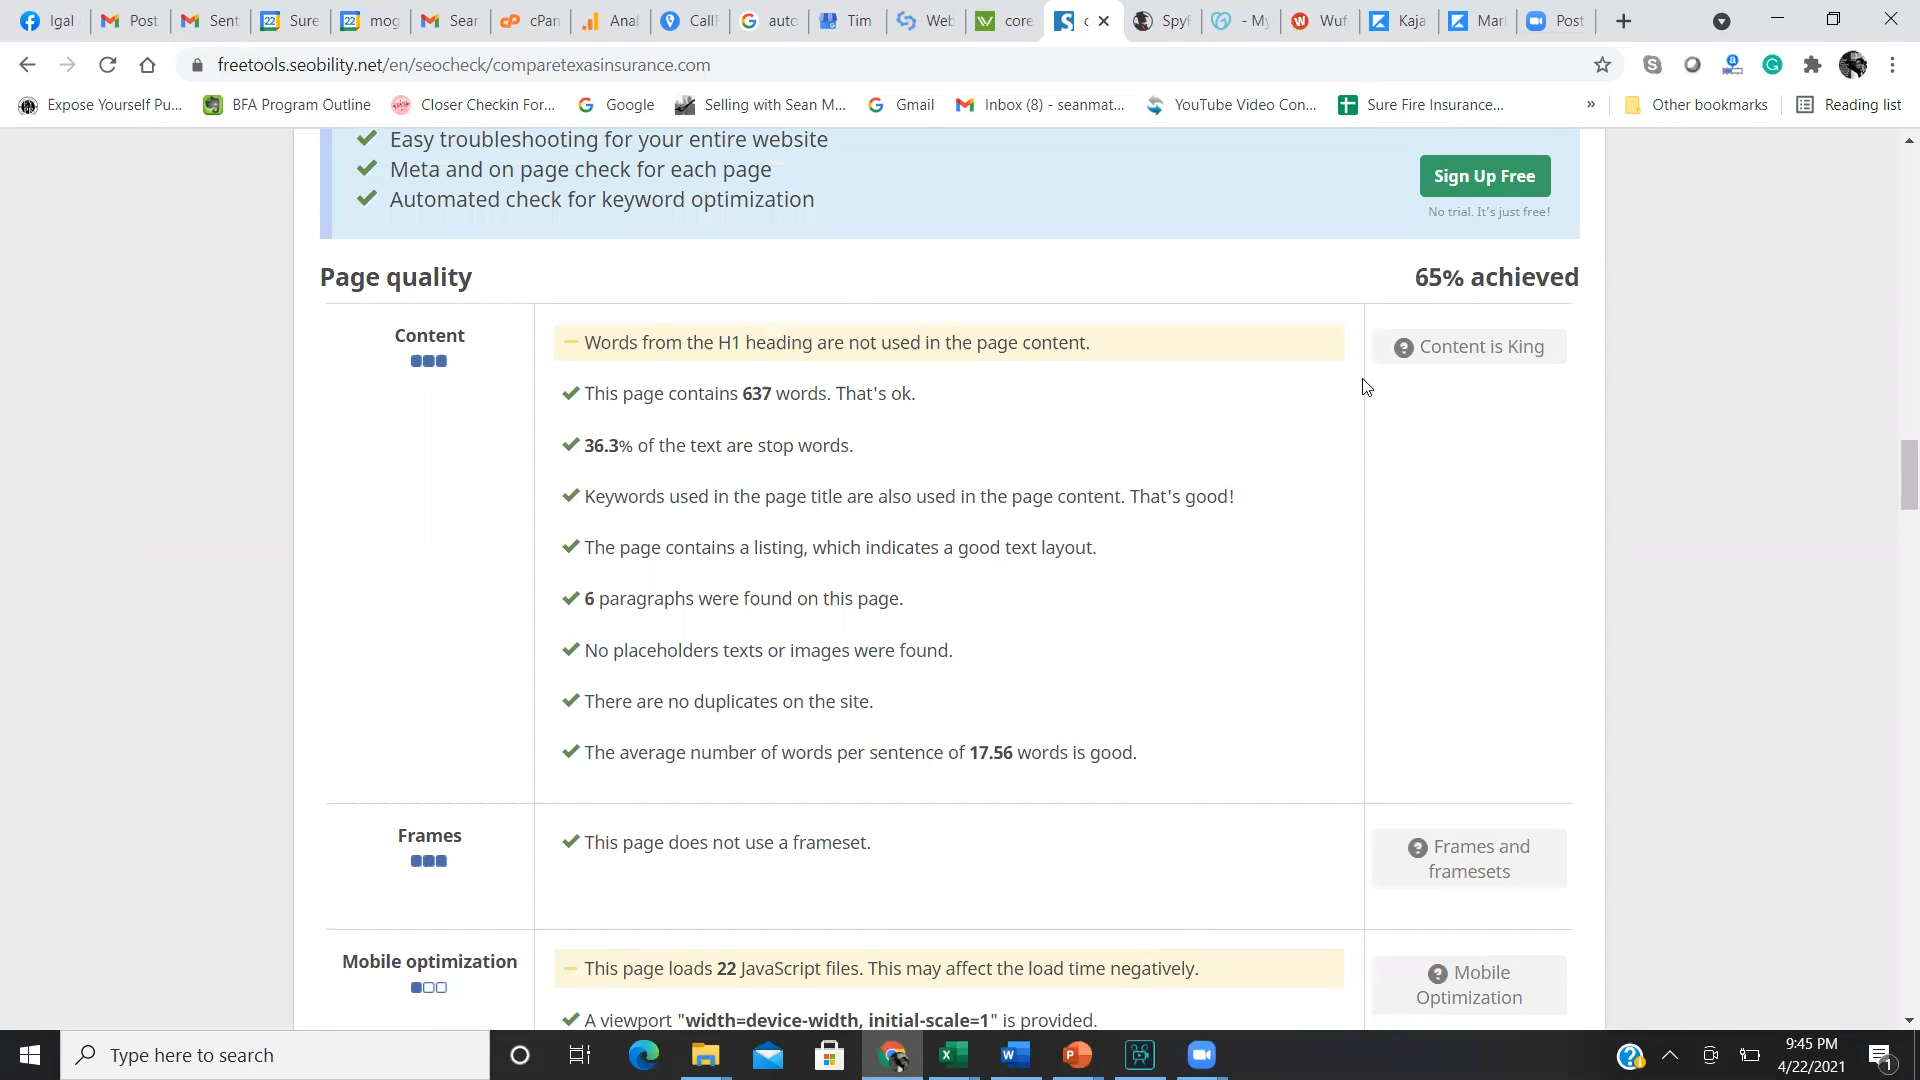 Igal
Post
Sent
22 Sure
22 mog
Sear
cP cPan
Anal
CallF
auto
Tim
Web
core
c
SpyF
- My
W Wuf
Kaja
Mar
Post
freetools.seobility.net/en/seocheck/comparetexasinsurance.com
Expose Yourself Pu...
BFA Program Outline
Closer Checkin For...
Google
Selling with Sean M...
Gmail
Inbox (8) - seanmat...
YouTube Video Con...
Sure Fire Insurance...
»
Other bookmarks
Reading list
Easy troubleshooting for your entire website
Meta and on page check for each page
Automated check for keyword optimization
Sign Up Free
No trial. It's just free!
Page quality
65% achieved
Content
Words from the H1 heading are not used in the page content.
Content is King
This page contains 637 words. That's ok.
36.3% of the text are stop words.
Keywords used in the page title are also used in the page content. That's good!
The page contains a listing, which indicates a good text layout.
6 paragraphs were found on this page.
No placeholders texts or images were found.
There are no duplicates on the site.
The average number of words per sentence of 17.56 words is good.
Frames
This page does not use a frameset.
Frames and
framesets
Mobile optimization
This page loads 22 JavaScript files. This may affect the load time negatively.
Mobile
Optimization
A viewport "width=device-width, initial-scale=1" is provided.
Type here to search
9:45 PM
4/22/2021
1